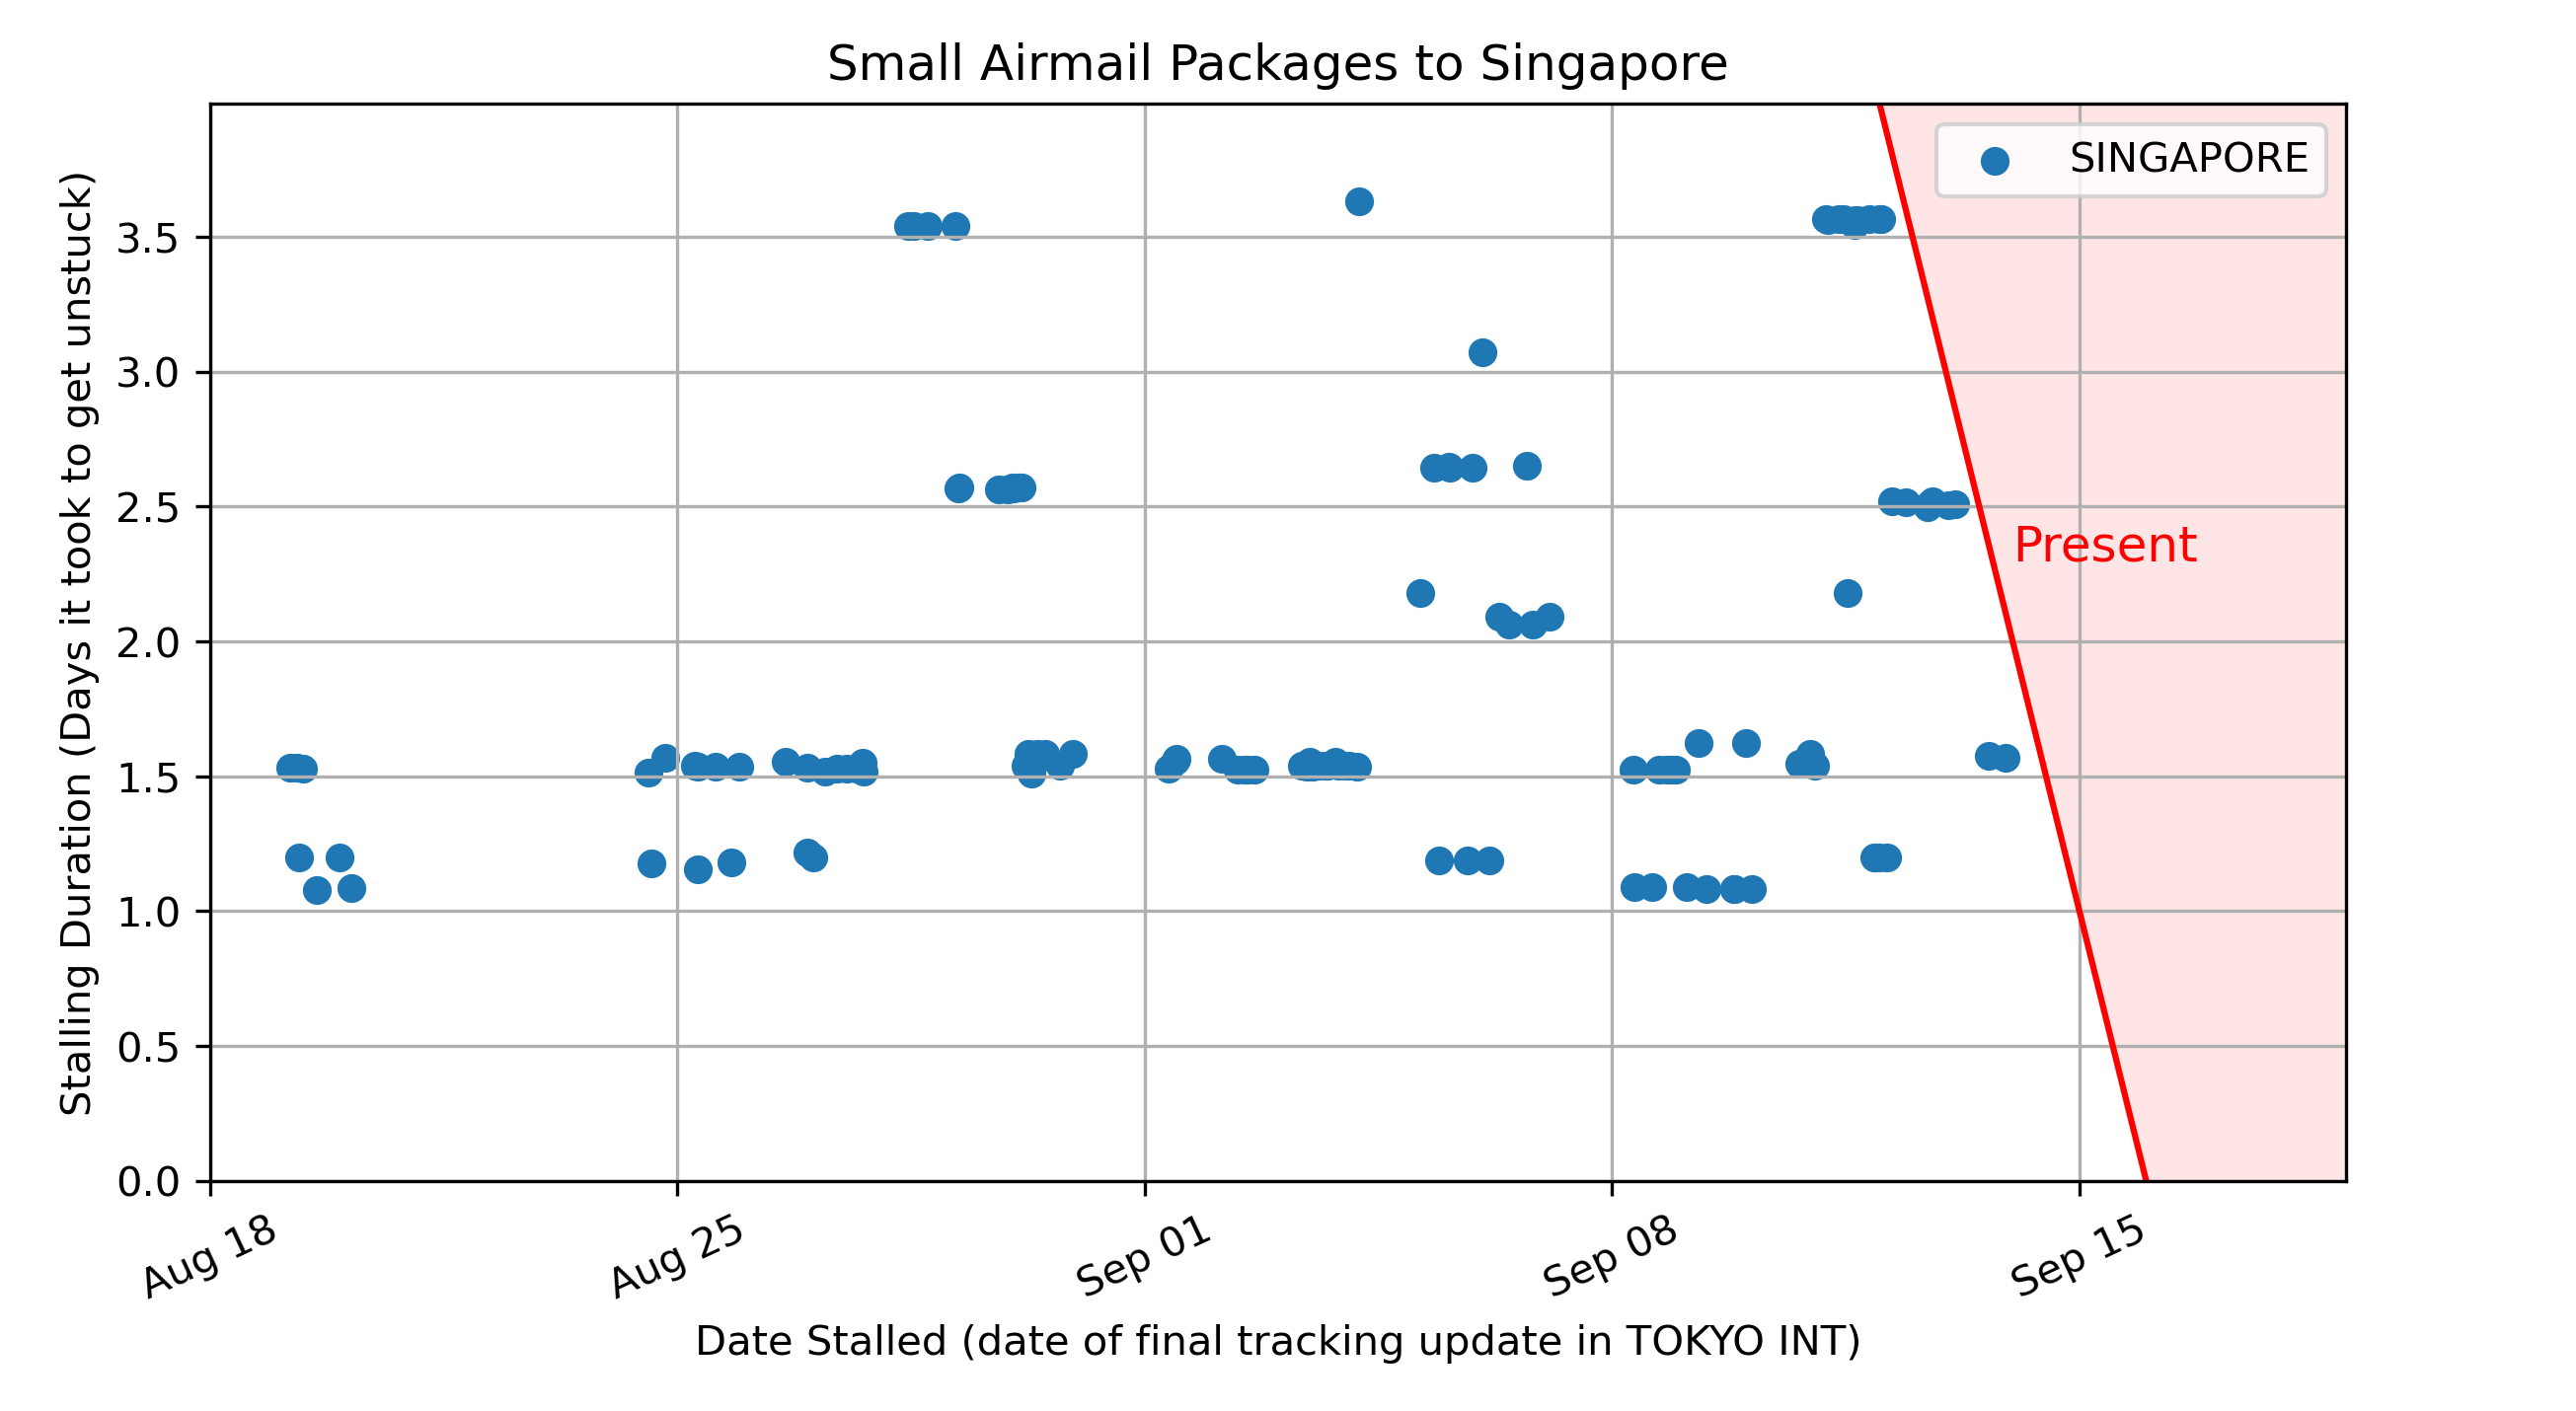 Small Airmail Packages to Singapore
SINGAPORE
Present
Stalling Duration (Days it took to get unstuck)
3.5
3.0
2.5
2.0
1.5
1.0
0.5
0.0
Aug 18
Aug 25
Sep 01
Sep 08
Sep 15
Date Stalled (date of final tracking update in TOKYO INT)